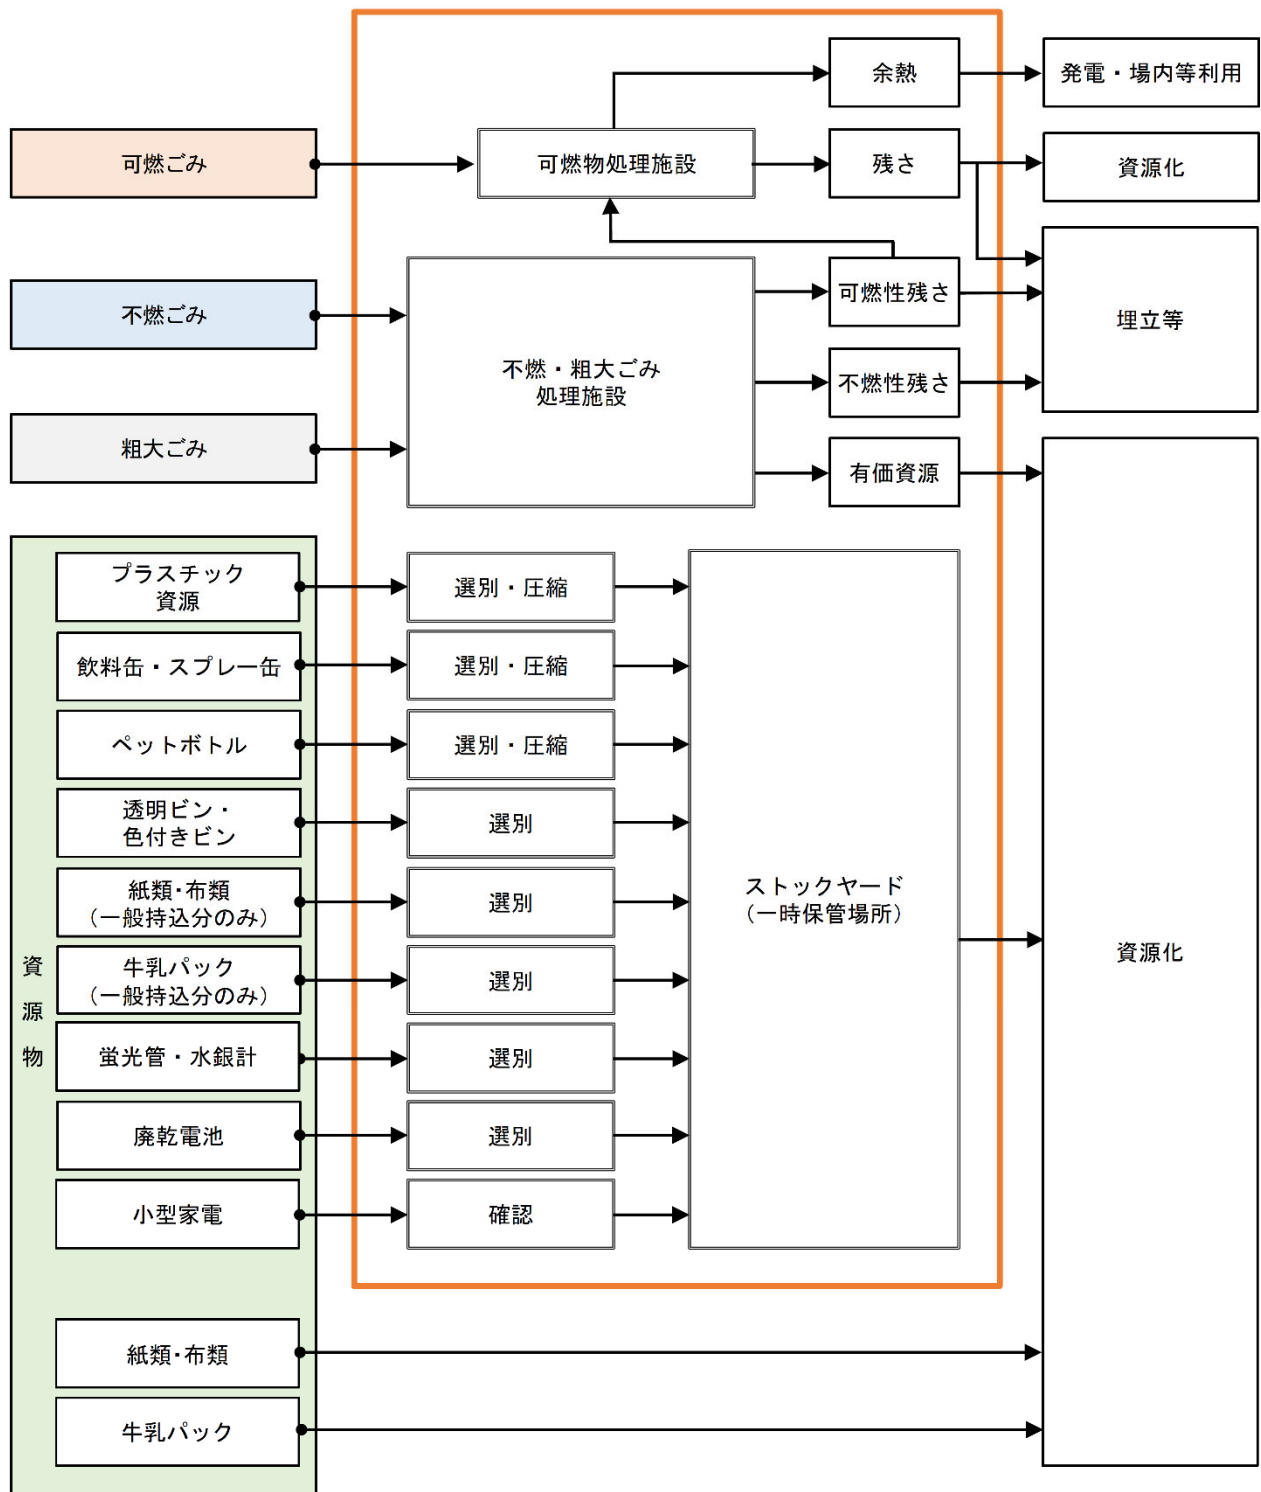 余熱
発電・場内等利用
可燃ごみ
可燃物処理施設
残さ
資源化
不燃ごみ
可燃性残さ
埋立等
不燃・粗大ごみ
処理施設
不燃性残さ
粗大ごみ
有価資源
プラスチック
資源
選別・圧縮
飲料缶・スプレー缶
選別・圧縮
ペットボトル
選別・圧縮
透明ビン・
色付きビン
選別
紙類・布類
（一般持込分のみ）
選別
ストックヤード
（一時保管場所）
資源化
資源物
牛乳パック
（一般持込分のみ）
選別
蛍光管・水銀計
選別
廃乾電池
選別
小型家電
確認
紙類・布類
牛乳パック